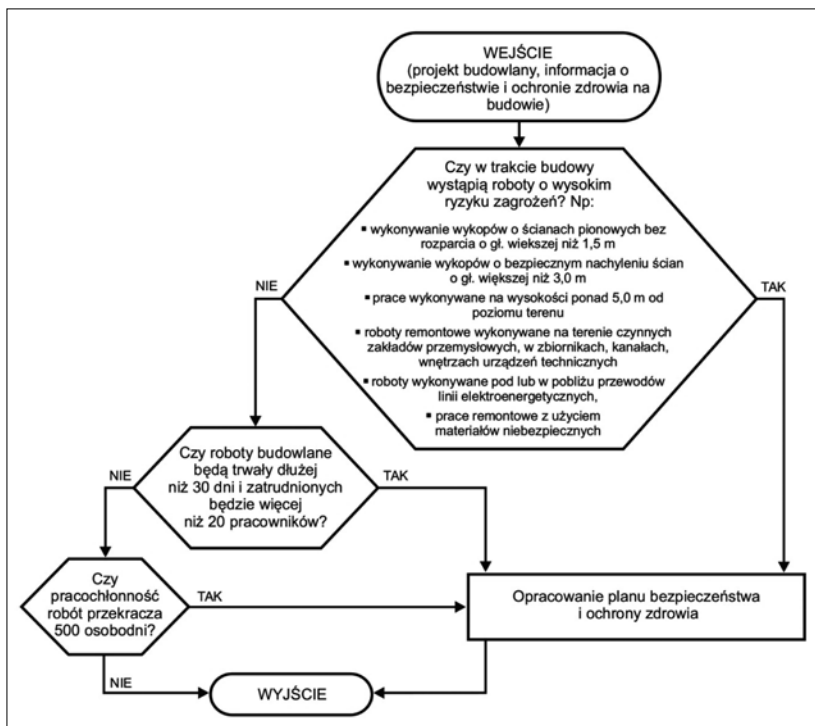 WEJŚCIE
(projekt budowlany, informacja o
bezpieczeństwie i ochronie zdrowia na
budowie)
Czy w trakcie budowy
wystąpią roboty o wysokim
ryzyku zagrożeń? Np:
▪ wykonywanie wykopów o ścianach pionowych bez
rozparcia o gł. wiekszej niż 1,5 m
▪ wykonywanie wykopów o bezpiecznym nachyleniu ścian
o gł. większej niż 3,0 m
▪ prace wykonywane na wysokości ponad 5,0 m od
poziomu terenu
▪ roboty remontowe wykonywane na terenie czynnych
zakładów przemysłowych, w zbiornikach, kanałach,
wnętrzach urządzeń technicznych
▪ roboty wykonywane pod lub w pobliżu przewodów
linii elektroenergetycznych,
▪ prace remontowe z użyciem
materiałów niebezpiecznych
NIE
TAK
Czy roboty budowlane
będą trwały dłużej
niż 30 dni i zatrudnionych
będzie więcej
niż 20 pracowników?
NIE
TAK
Czy
pracochłonność
robót przekracza
500 osobodni?
TAK
NIE
Opracowanie planu bezpieczeństwa
i ochrony zdrowia
WYJŚCIE